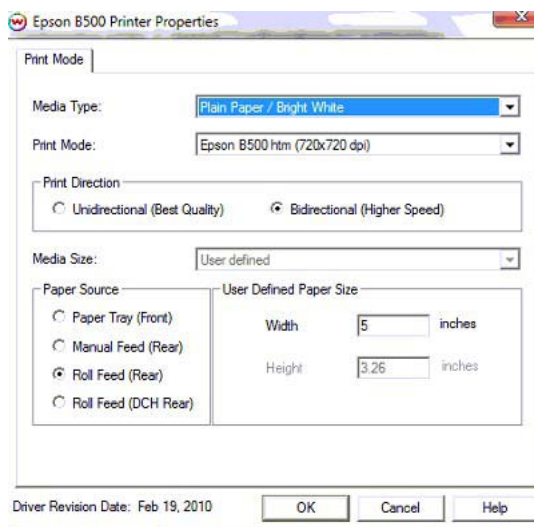 Epson B500 Printer Properties
Print Mode
Media Type: Plain Paper / Bright White
Print Mode: Epson B500 htm (720x720 dpi)
Print Direction
Unidirectional (Best Quality) Bidirectional (Higher Speed)
Media Size: User defined
Paper Source User Defined Paper Size
Paper Tray (Front) Width 5 inches
Manual Feed (Rear)
Roll Feed (Rear) Height 3.26 inches
Roll Feed (DCH Rear)
Driver Revision Date: Feb 19, 2010 OK Cancel Help